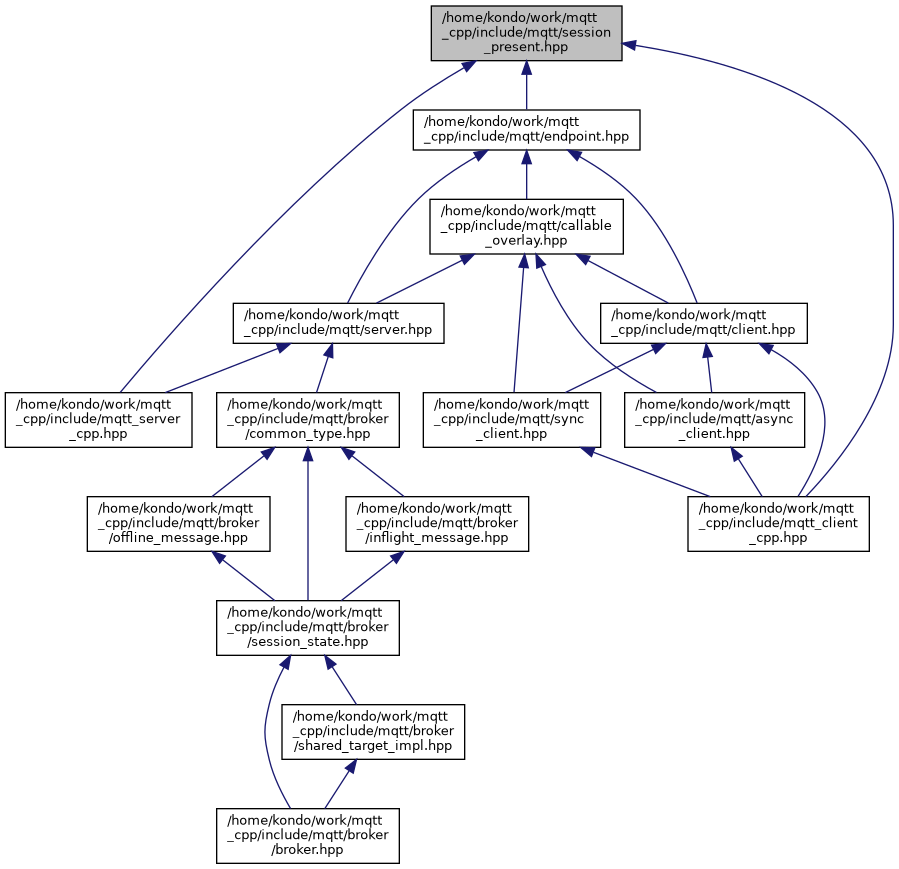 /home/kondo/work/mqtt
_cpp/include/mqtt/session
_present.hpp
/home/kondo/work/mqtt
_cpp/include/mqtt/endpoint.hpp
/home/kondo/work/mqtt
_cpp/include/mqtt/callable
_overlay.hpp
/home/kondo/work/mqtt
_cpp/include/mqtt/server.hpp
/home/kondo/work/mqtt
_cpp/include/mqtt/client.hpp
/home/kondo/work/mqtt
_cpp/include/mqtt_server
_cpp.hpp
/home/kondo/work/mqtt
_cpp/include/mqtt/broker
/common_type.hpp
/home/kondo/work/mqtt
_cpp/include/mqtt/sync
_client.hpp
/home/kondo/work/mqtt
_cpp/include/mqtt/async
_client.hpp
/home/kondo/work/mqtt
_cpp/include/mqtt/broker
/offline_message.hpp
/home/kondo/work/mqtt
_cpp/include/mqtt/broker
/inflight_message.hpp
/home/kondo/work/mqtt
_cpp/include/mqtt_client
_cpp.hpp
/home/kondo/work/mqtt
_cpp/include/mqtt/broker
/session_state.hpp
/home/kondo/work/mqtt
_cpp/include/mqtt/broker
/shared_target_impl.hpp
/home/kondo/work/mqtt
_cpp/include/mqtt/broker
/broker.hpp